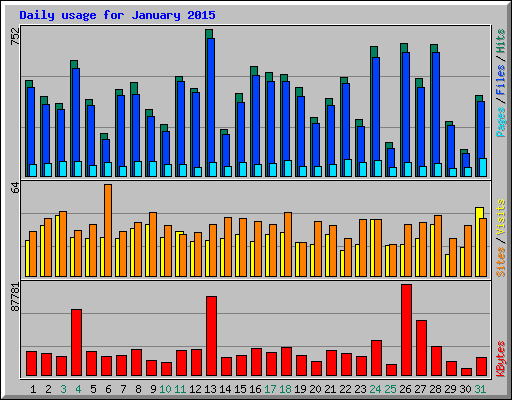 Daily usage for January 2015
752
Pages / Files / Hits
64
Sites / Visits
87781
KBytes
1 2 3 4 5 6 7 8 9 10 11 12 13 14 15 16 17 18 19 20 21 22 23 24 25 26 27 28 29 30 31